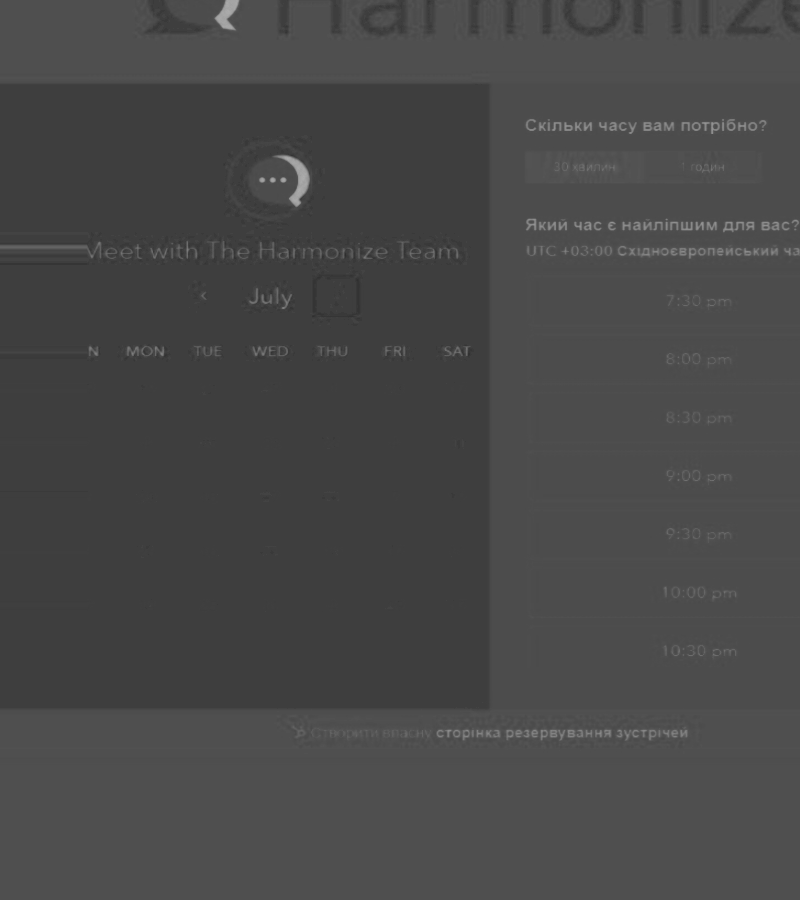 Harmonize
Meet with The Harmonize Team
July
MON TUE WED THU FRI SAT
Скільки часу вам потрібно?
30 хвилин 1 годин
Який час є найліпшим для вас?
UTC +03:00 Східноєвропейський ча
7:30 pm
8:00 pm
8:30 pm
9:00 pm
9:30 pm
10:00 pm
10:30 pm
Створити власну сторінка резервування зустрічей